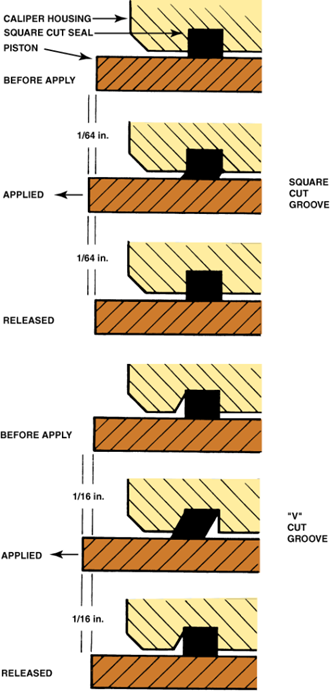 CALIPER HOUSING
SQUARE CUT SEAL
PISTON
BEFORE APPLY
1/64 in.
APPLIED
SQUARE
CUT
GROOVE
1/64 in.
RELEASED
BEFORE APPLY
1/16 in.
APPLIED
"V"
CUT
GROOVE
1/16 in.
RELEASED